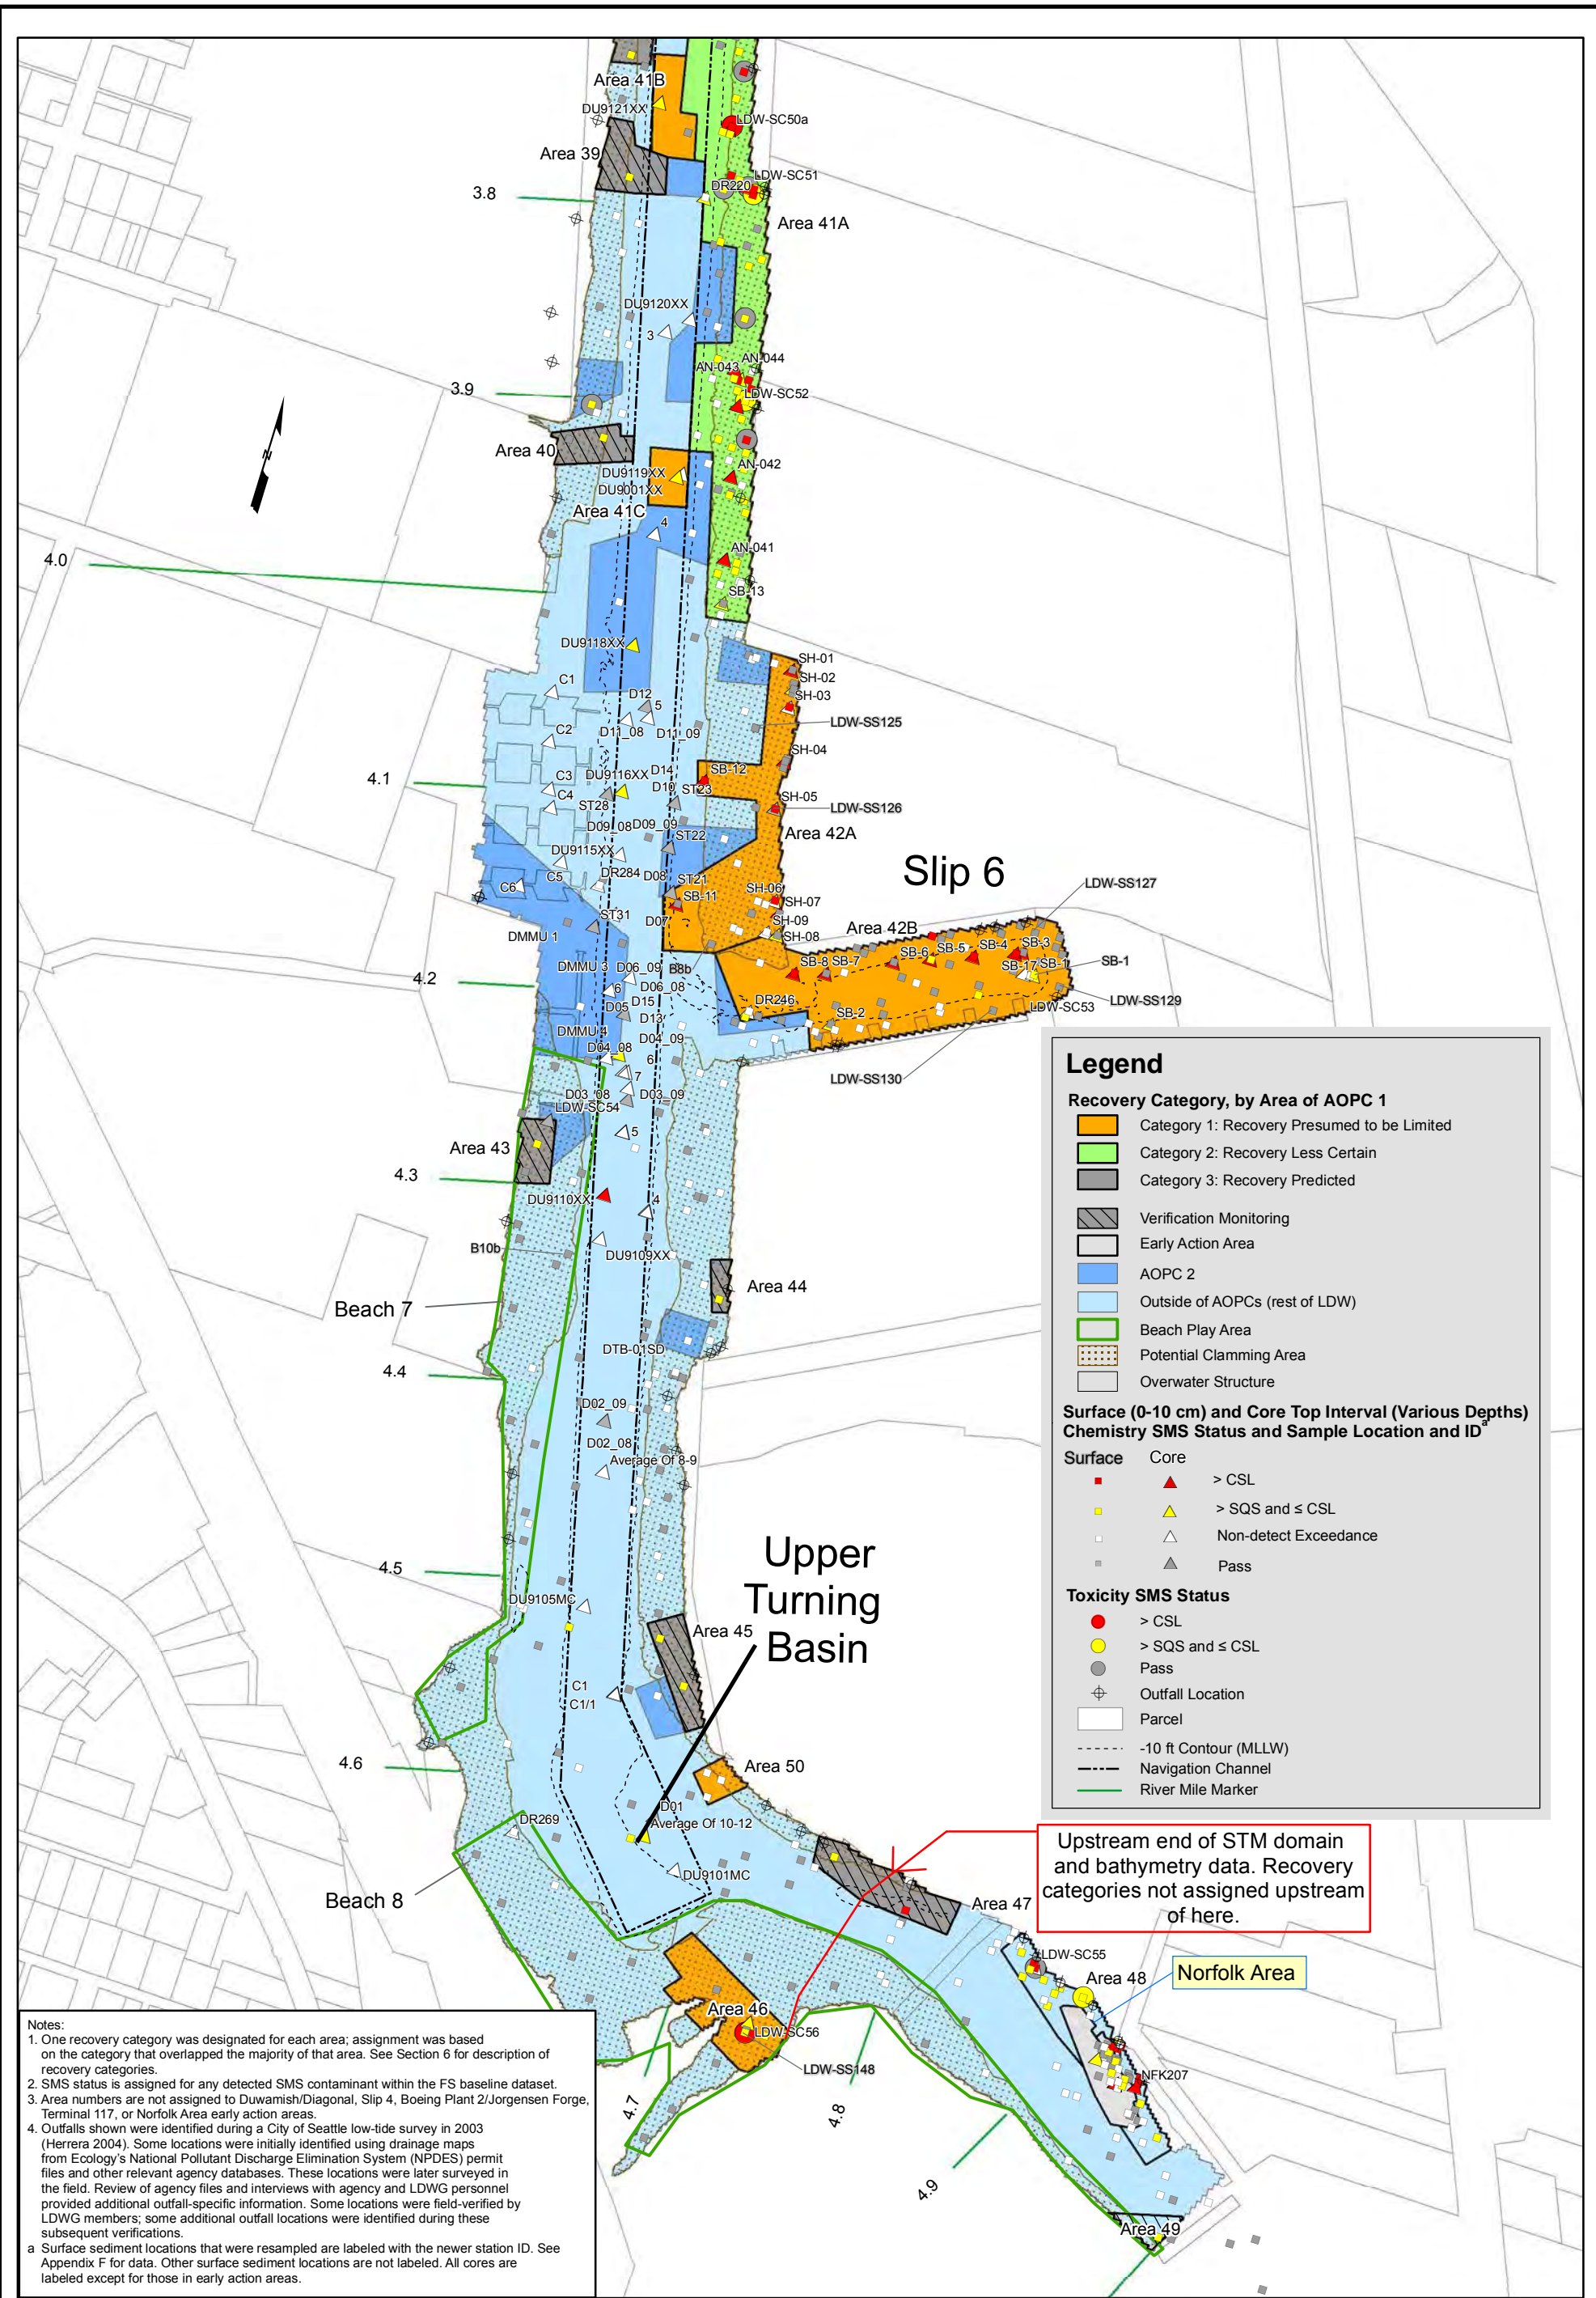 Area 41B
DU9121XX
LDW-SC50a
Area 39
LDW-SC51
3.8
DR220
Area 41A
DU9120XX
3
AN-044
AN-043
3.9
LDW-SC52
Area 40
DU9119XX
AN-042
DU9001XX
Area 41C
4
AN-041
4.0
SB-13
DU9118XX
SH-01
SH-02
C1
SH-03
D12
5
LDW-SS125
C2
D11_08
D11_09
SH-04
C3
DU9116XX
D14
SB-12
4.1
D10
ST23
C4
ST28
SH-05
LDW-SS126
D09_08
D09_09
ST22
Area 42A
DU9115XX
Slip 6
C5
DR284
D08
ST21
LDW-SS127
C6
SB-11
SH-06
SH-07
ST31
D07
SH-09
Area 42B
DMMU 1
SH-08
SB-6
SB-5
SB-4
SB-3
DMMU 3
D06_09
B8b
SB-8
SB-7
SB-17
SB-1
SB-1
4.2
6
D06_08
LDW-SS129
D05
D15
DR246
LDW-SC53
D13
SB-2
DMMU 4
D04_09
D04_08
6
7
LDW-SS130
D03_08
D03_09
LDW-SC54
5
Area 43
4.3
DU9110XX
4
B10b
DU9109XX
Area 44
Beach 7
DTB-01SD
4.4
D02_09
D02_08
Average Of 8-9
Upper
Turning
Basin
4.5
DU9105MC
Area 45
C1
C1/1
4.6
Area 50
D01
DR269
Average Of 10-12
DU9101MC
Beach 8
Area 47
LDW-SC55
Area 48
Norfolk Area
Area 46
LDW-SC56
LDW-SS148
NFK207
4.7
4.8
4.9
Area 49
N
Legend
Recovery Category, by Area of AOPC 1
Category 1: Recovery Presumed to be Limited
Category 2: Recovery Less Certain
Category 3: Recovery Predicted
Verification Monitoring
Early Action Area
AOPC 2
Outside of AOPCs (rest of LDW)
Beach Play Area
Potential Clamming Area
Overwater Structure
Surface (0-10 cm) and Core Top Interval (Various Depths)
Chemistry SMS Status and Sample Location and ID a
Surface Core
> CSL
> SQS and ≤ CSL
Non-detect Exceedance
Pass
Toxicity SMS Status
> CSL
> SQS and ≤ CSL
Pass
Outfall Location
Parcel
-10 ft Contour (MLLW)
Navigation Channel
River Mile Marker
Upstream end of STM domain
and bathymetry data. Recovery
categories not assigned upstream
of here.
Notes:
1. One recovery category was designated for each area; assignment was based
on the category that overlapped the majority of that area. See Section 6 for description of
recovery categories.
2. SMS status is assigned for any detected SMS contaminant within the FS baseline dataset.
3. Area numbers are not assigned to Duwamish/Diagonal, Slip 4, Boeing Plant 2/Jorgensen Forge,
Terminal 117, or Norfolk Area early action areas.
4. Outfalls shown were identified during a City of Seattle low-tide survey in 2003
(Herrera 2004). Some locations were initially identified using drainage maps
from Ecology's National Pollutant Discharge Elimination System (NPDES) permit
files and other relevant agency databases. These locations were later surveyed in
the field. Review of agency files and interviews with agency and LDWG personnel
provided additional outfall-specific information. Some locations were field-verified by
LDWG members; some additional outfall locations were identified during these
subsequent verifications.
a Surface sediment locations that were resampled are labeled with the newer station ID. See
Appendix F for data. Other surface sediment locations are not labeled. All cores are
labeled except for those in early action areas.